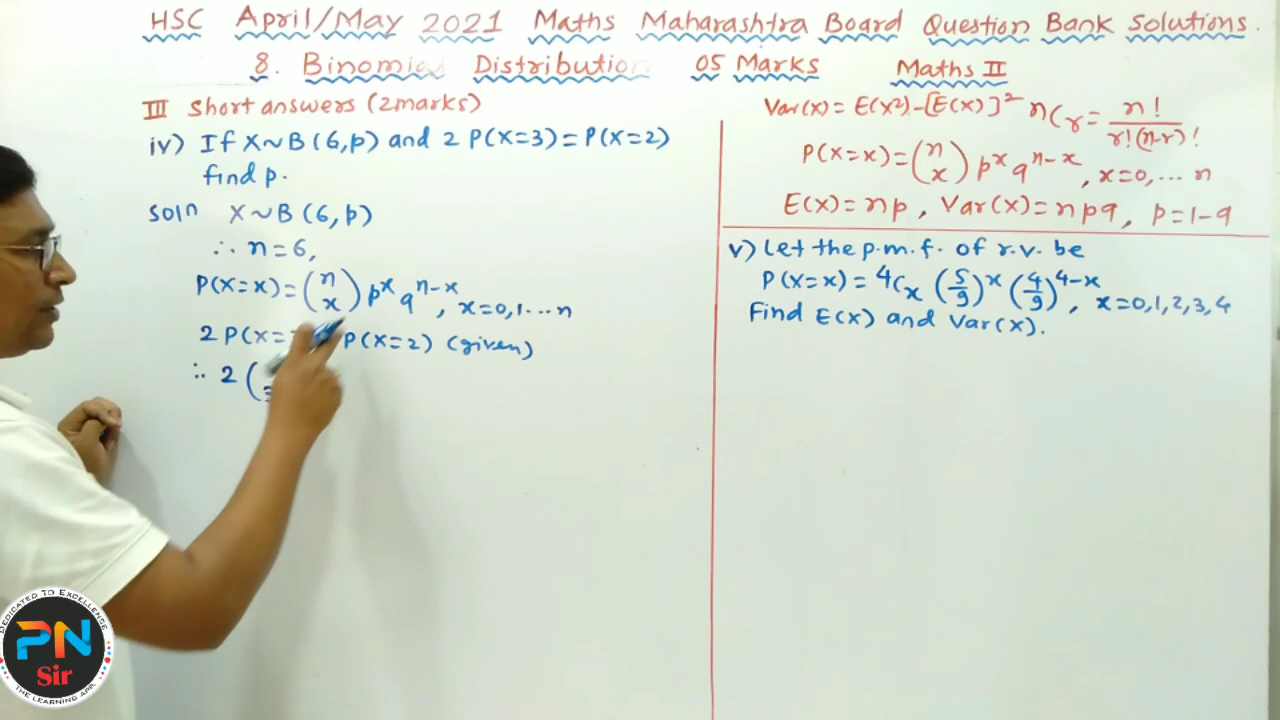 HSC April/May 2021 Maths Maharashtra Board Question Bank Solutions.
8. Binomial Distribution 05 Marks Maths II
III Short answers (2marks)
iv) If X~B(6,p) and 2 P(X=3)=P(X=2)
find p.
Soln X~B(6,p)
∴ n=6,
P(X=x)=(n x) p^x q^n-x, x=0,1...n
2 P(X= P(X=2) (given)
∴ 2 (
Var(x)= E(x²)-[E(x)]² nCr= n!/r!(n-r)!
P(X=x)=(n x) p^x q^n-x, x=0,...n
E(x)=np, Var(x)=npq, p=1-q
v) Let the p.m.f. of r.v. be
P(X=x)= 4Cx (5/9)^x (4/9)^4-x, x=0,1,2,3,4
Find E(x) and Var(x).
DEDICATED TO EXCELLENCE
PN
Sir
THE LEARNING APP